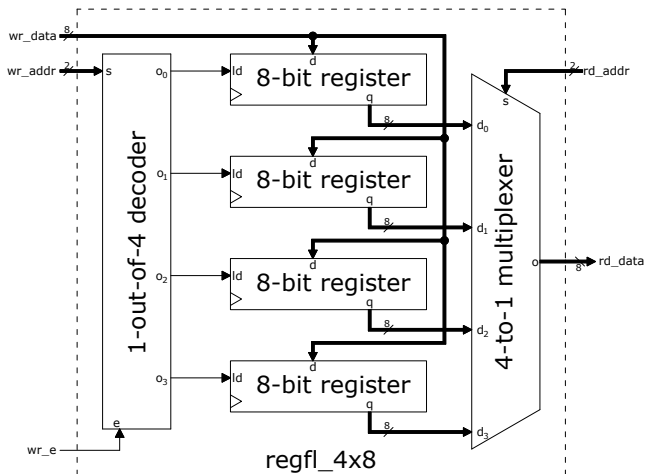 wr_data
8
wr_addr
2
s
1-out-of-4 decoder
e
wr_e
o0
o1
o2
o3
d
ld
8-bit register
q
8
d
ld
8-bit register
q
8
d
ld
8-bit register
q
8
d
ld
8-bit register
q
8
2
rd_addr
s
d0
d1
d2
d3
4-to-1 multiplexer
o
8
rd_data
regfl_4x8